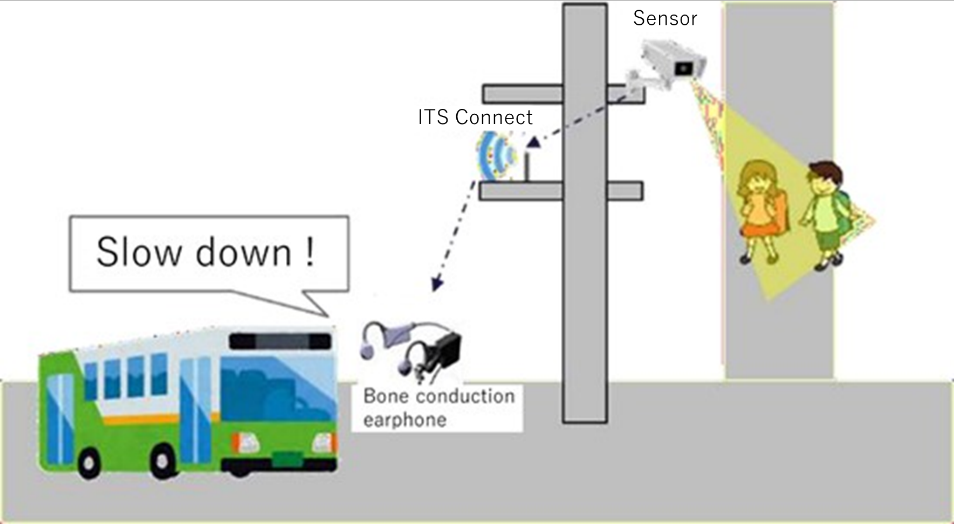 Sensor
ITS Connect
Slow down !
Bone conduction
earphone